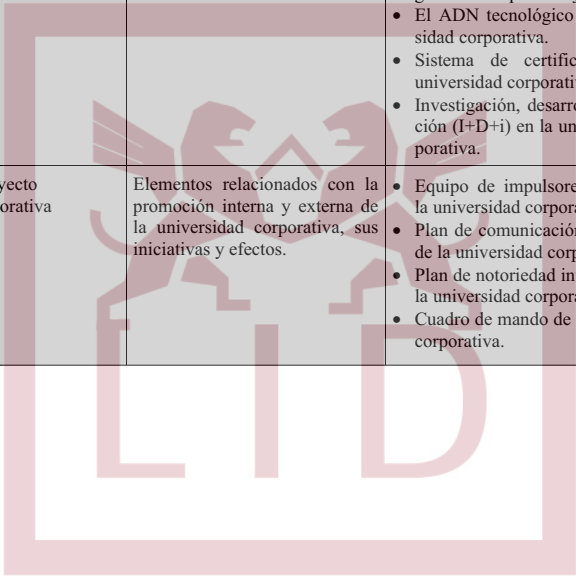 • El ADN tecnológico
sidad corporativa.
• Sistema de certific
universidad corporativ
• Investigación, desarro
ción (I+D+i) en la un
porativa.
yecto
orativa
Elementos relacionados con la
promoción interna y externa de
la universidad corporativa, sus
iniciativas y efectos.
• Equipo de impulsore
la universidad corpora
• Plan de comunicación
de la universidad corp
• Plan de notoriedad in
la universidad corpora
• Cuadro de mando de
corporativa.
LID